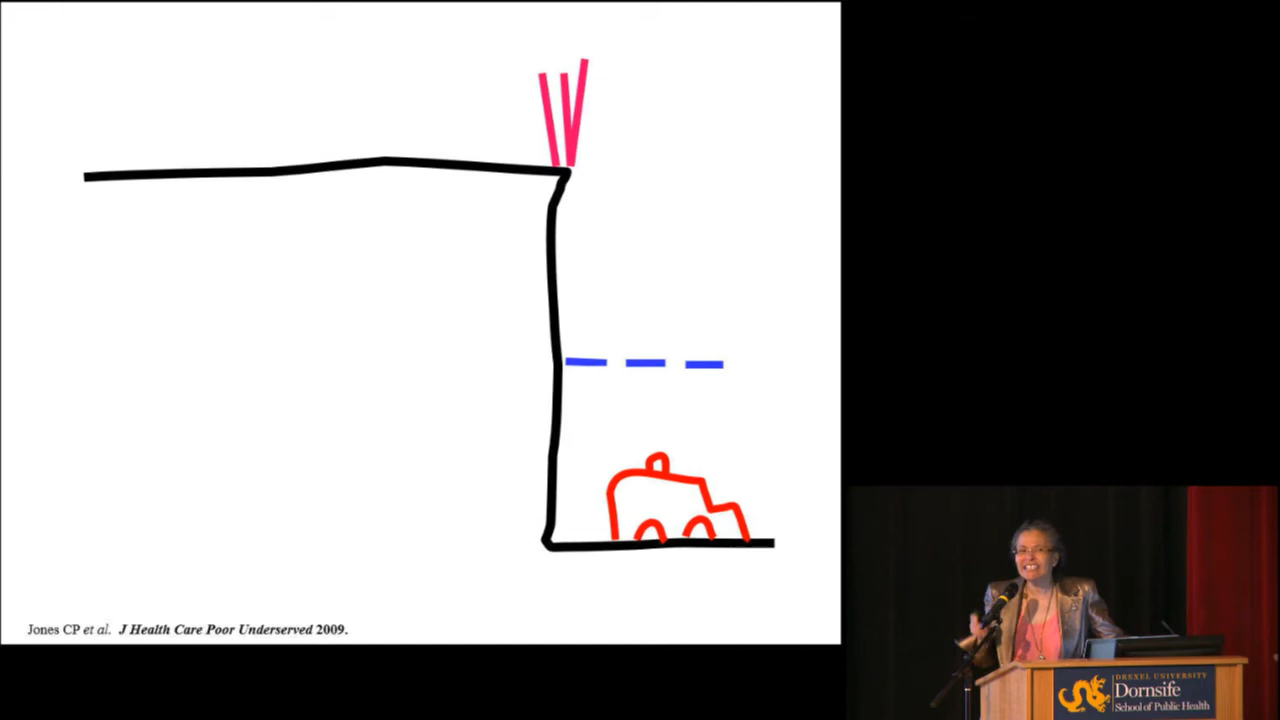 Jones CP et al. J Health Care Poor Underserved 2009.
DREXEL UNIVERSITY
Dornsife
School of Public Health